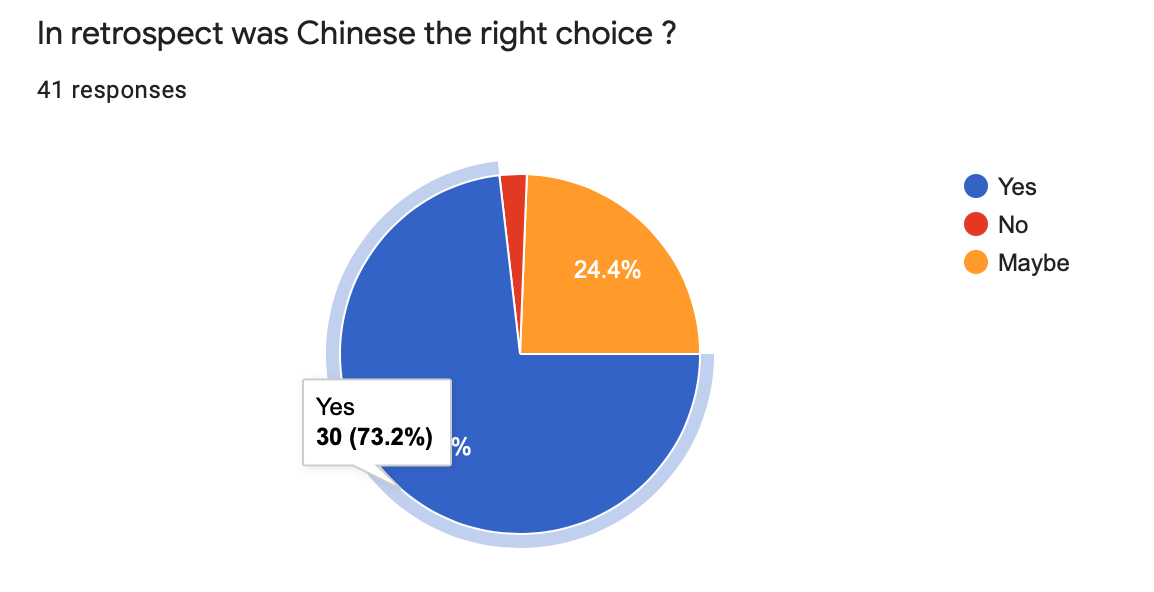 In retrospect was Chinese the right choice ?
41 responses
Yes
No
Maybe
24.4%
Yes
30 (73.2%)
%